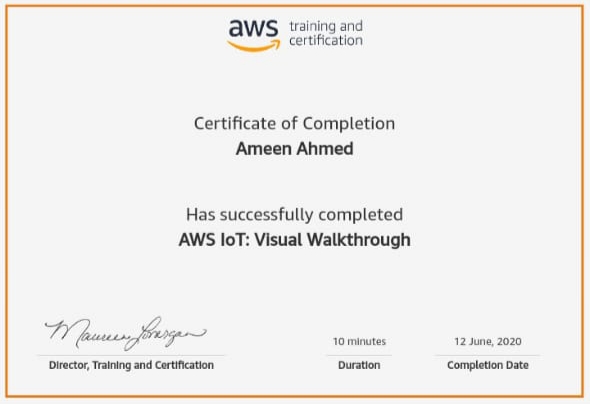 aws training and
certification
Certificate of Completion
Ameen Ahmed
Has successfully completed
AWS IoT: Visual Walkthrough
Maureen Lonergan
10 minutes
12 June, 2020
Director, Training and Certification
Duration
Completion Date